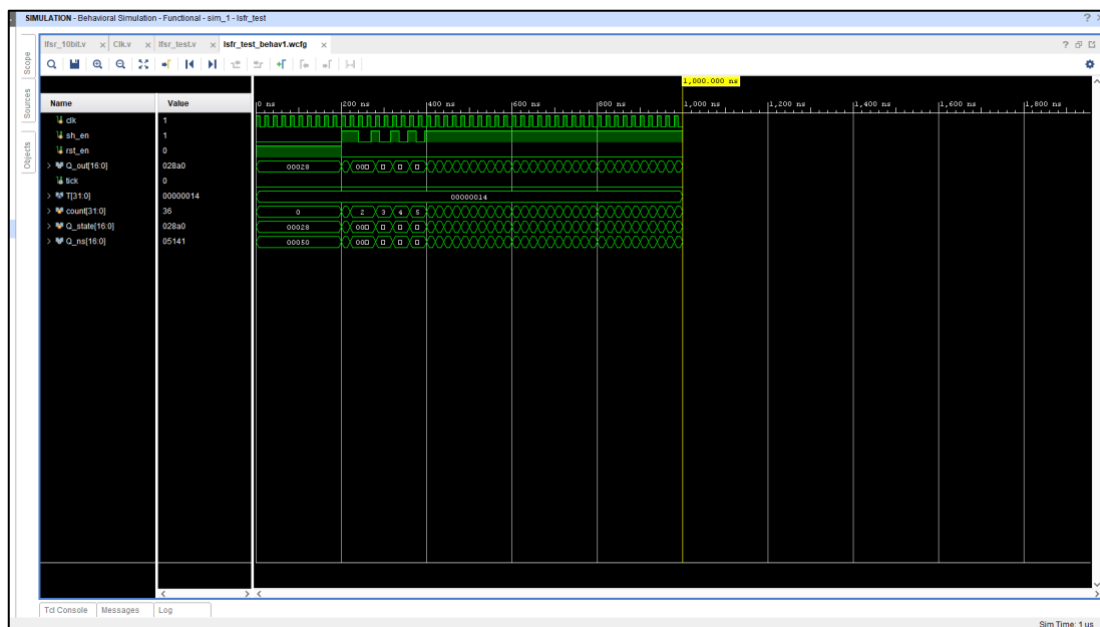 SIMULATION - Behavioral Simulation - Functional - sim_1 - lsfr_test ?
lfsr_10bit.v x Clk.v x lfsr_test.v x lsfr_test_behav1.wcfg x ?
Scope
Sources
Objects
1,000.000 ns
Name Value 0 ns 200 ns 400 ns 600 ns 800 ns 1,000 ns 1,200 ns 1,400 ns 1,600 ns 1,800 ns
clk 1
sh_en 1
rst_en 0
Q_out[16:0] 028a0 00028
tick 0
T[31:0] 00000014 00000014
count[31:0] 36 0 2 3 4 5
Q_state[16:0] 028a0 00028
Q_ns[16:0] 05141 00050
Tcl Console Messages Log
Sim Time: 1 us